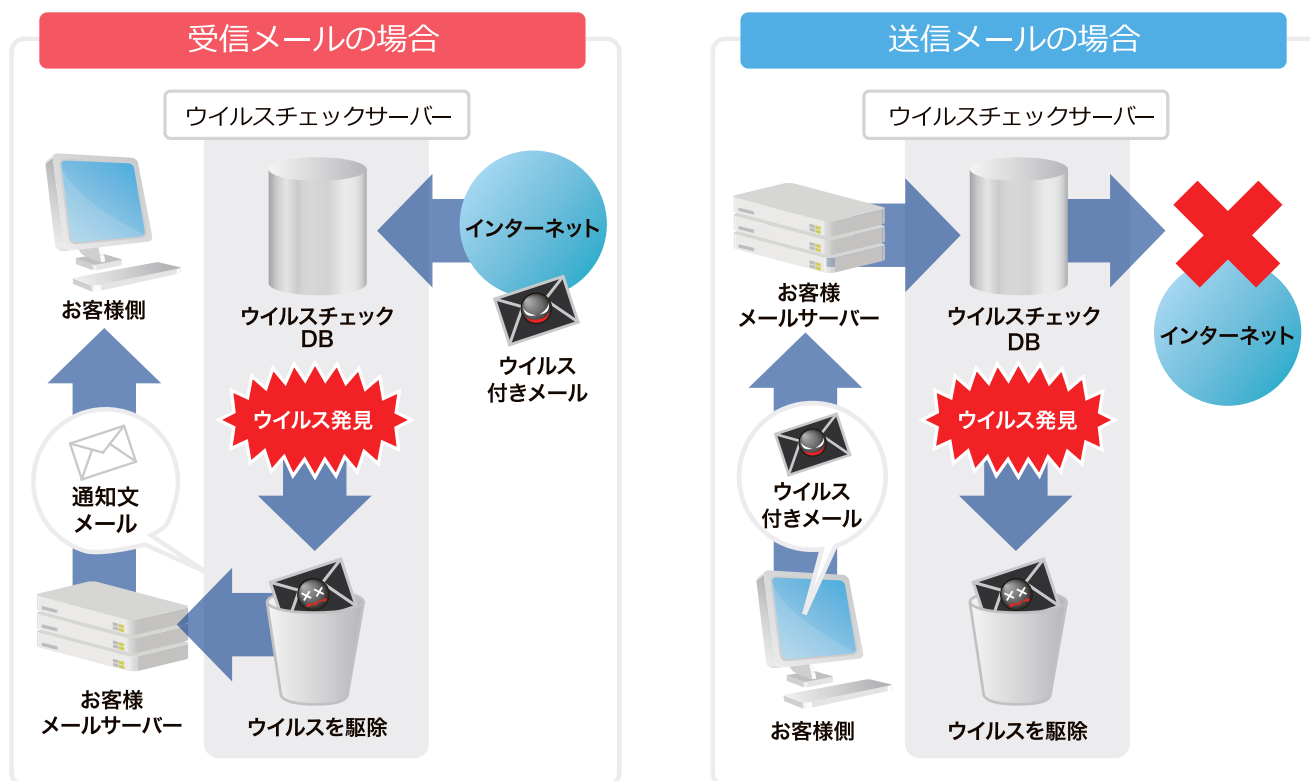 受信メールの場合
ウイルスチェックサーバー
お客様側
ウイルスチェック
DB
インターネット
ウイルス
付きメール
ウイルス発見
通知文
メール
お客様
メールサーバー
ウイルスを駆除
送信メールの場合
ウイルスチェックサーバー
お客様
メールサーバー
ウイルスチェック
DB
インターネット
ウイルス発見
ウイルス
付きメール
お客様側
ウイルスを駆除